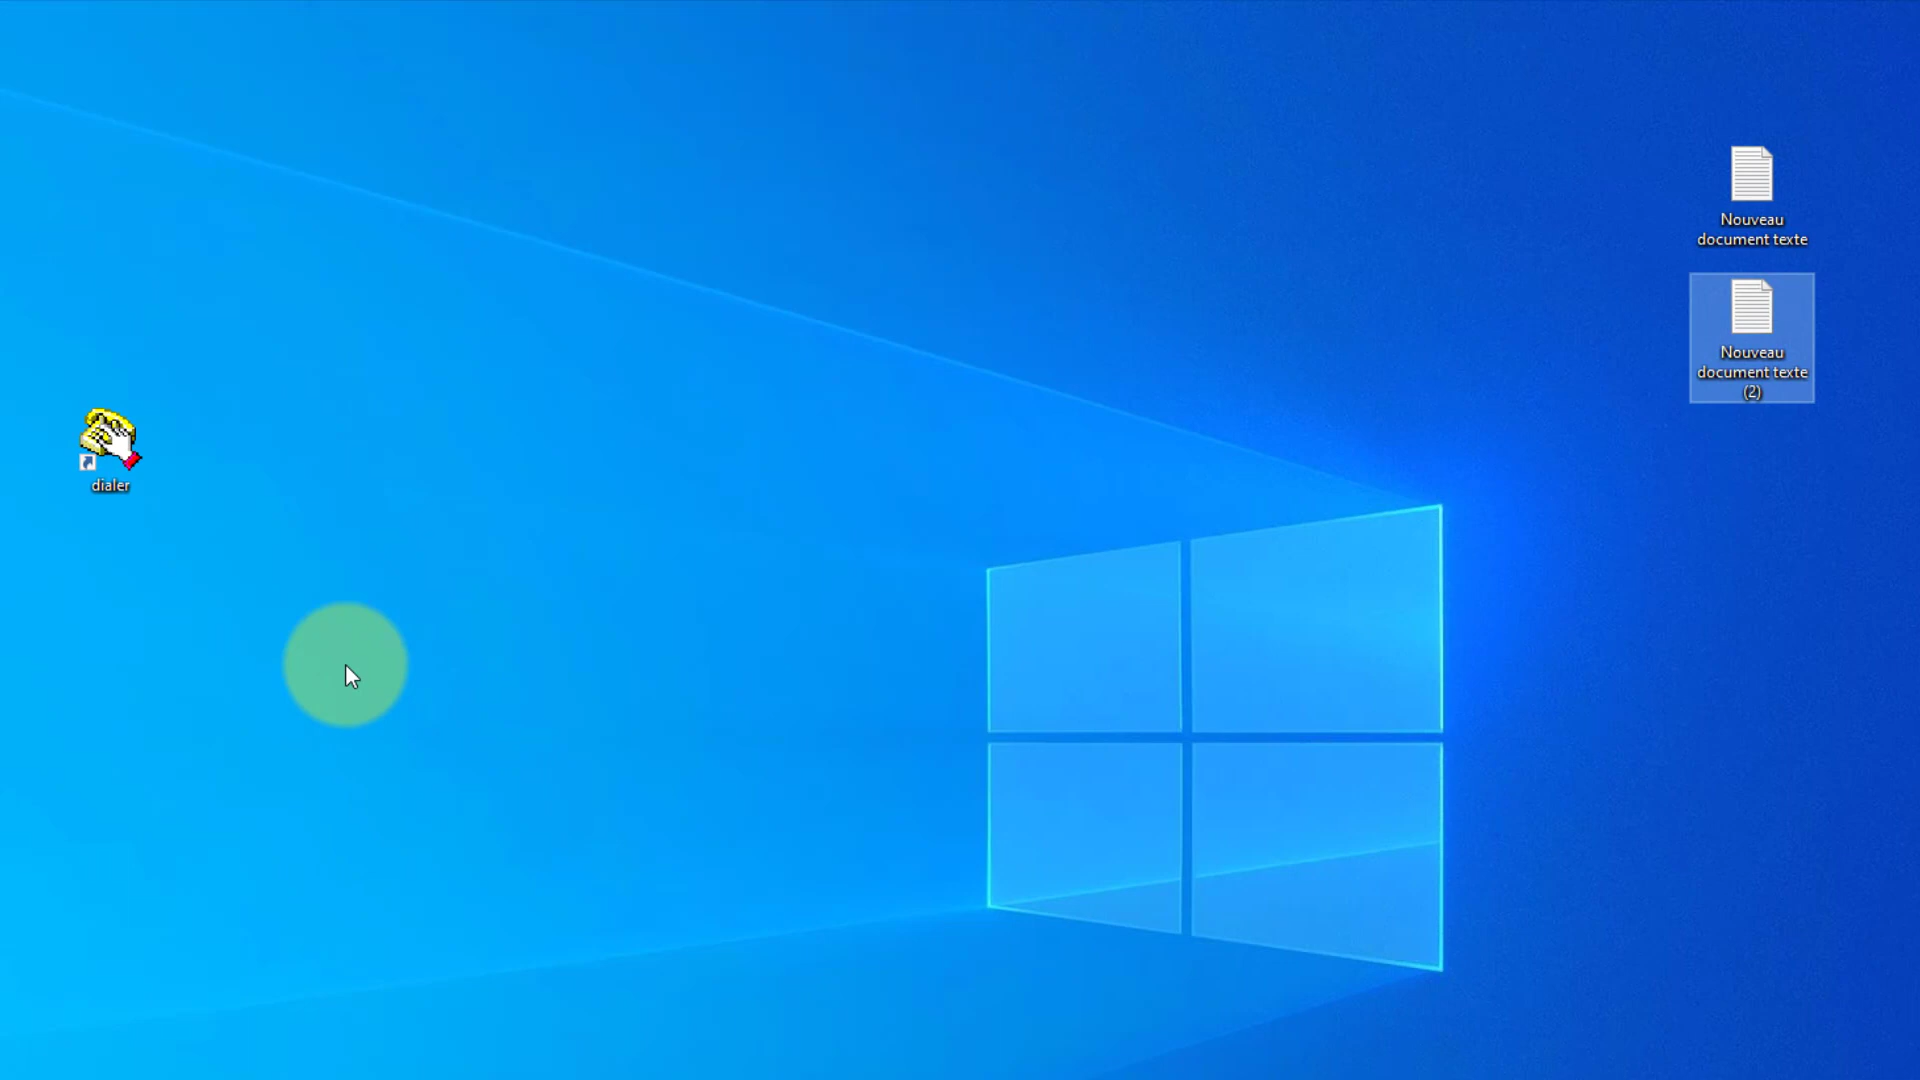 Nouveau
document texte
Nouveau
document texte
(2)
dialer